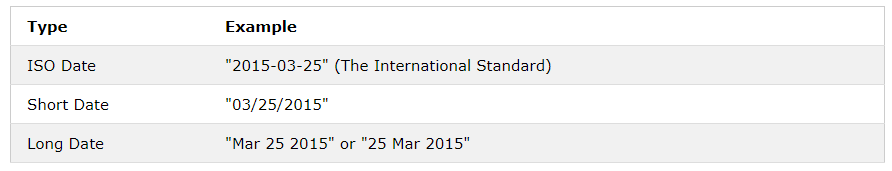 Type Example
ISO Date "2015-03-25" (The International Standard)
Short Date "03/25/2015"
Long Date "Mar 25 2015" or "25 Mar 2015"